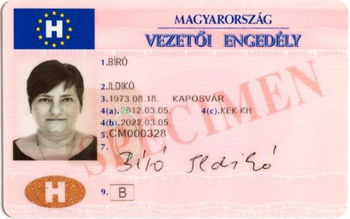 MAGYARORSZÁG
H
VEZETŐI ENGEDÉLY
1.BÍRÓ
2.ILDIKÓ
3.1973.08.18. KAPOSVÁR
4(a).2012.03.05 4(c).KEK KH
4(b).2022.03.05
5.CM000328
7.
Bíró Ildikó
SPECIMEN
H
9. B